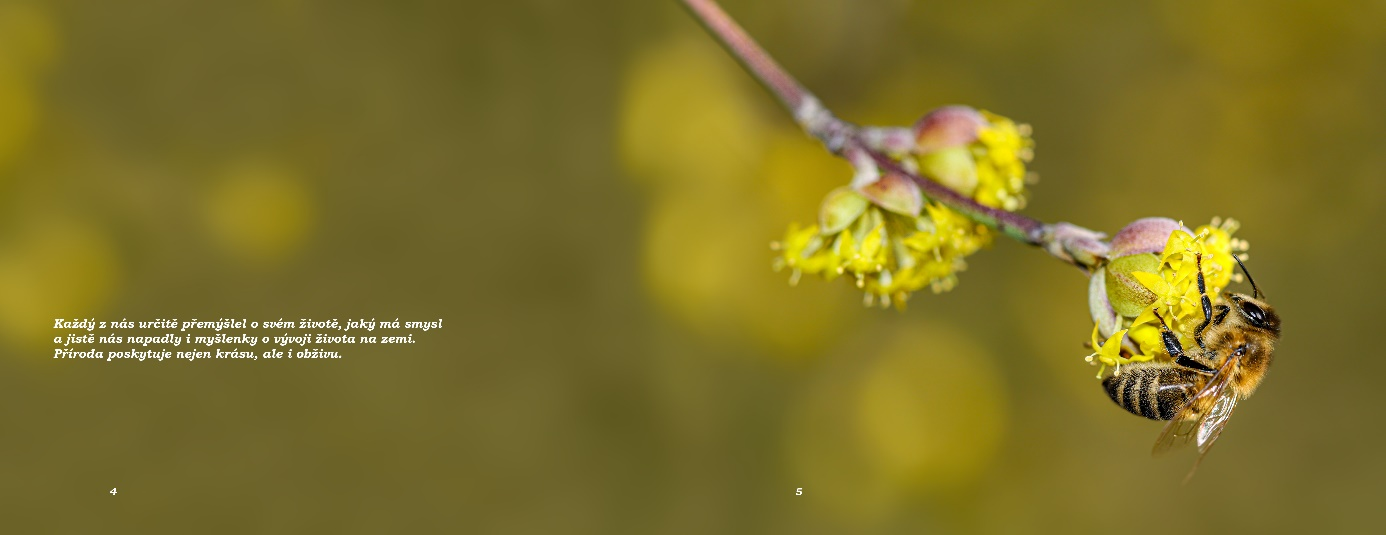 Každý z nás určitě přemýšlel o svém životě, jaký má smysl
a jistě nás napadly i myšlenky o vývoji života na zemi.
Příroda poskytuje nejen krásu, ale i obživu.
4
5